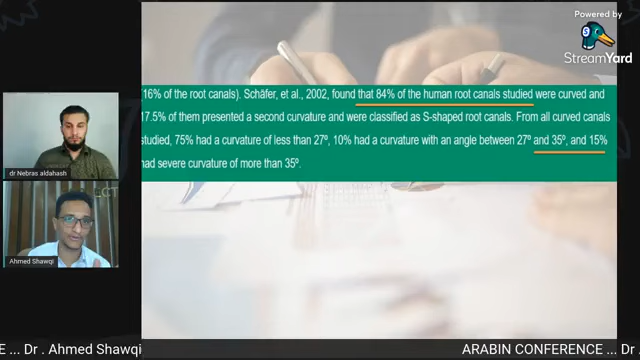 Powered by
StreamYard
16% of the root canals). Schäfer, et al., 2002, found that 84% of the human root canals studied were curved and
17.5% of them presented a second curvature and were classified as S-shaped root canals. From all curved canals
studied, 75% had a curvature of less than 27º, 10% had a curvature with an angle between 27º and 35º, and 15%
had severe curvature of more than 35º.
dr Nebras aldahash
Ahmed Shawqi
E ... Dr . Ahmed Shawqi
ARABIN CONFERENCE ... Dr